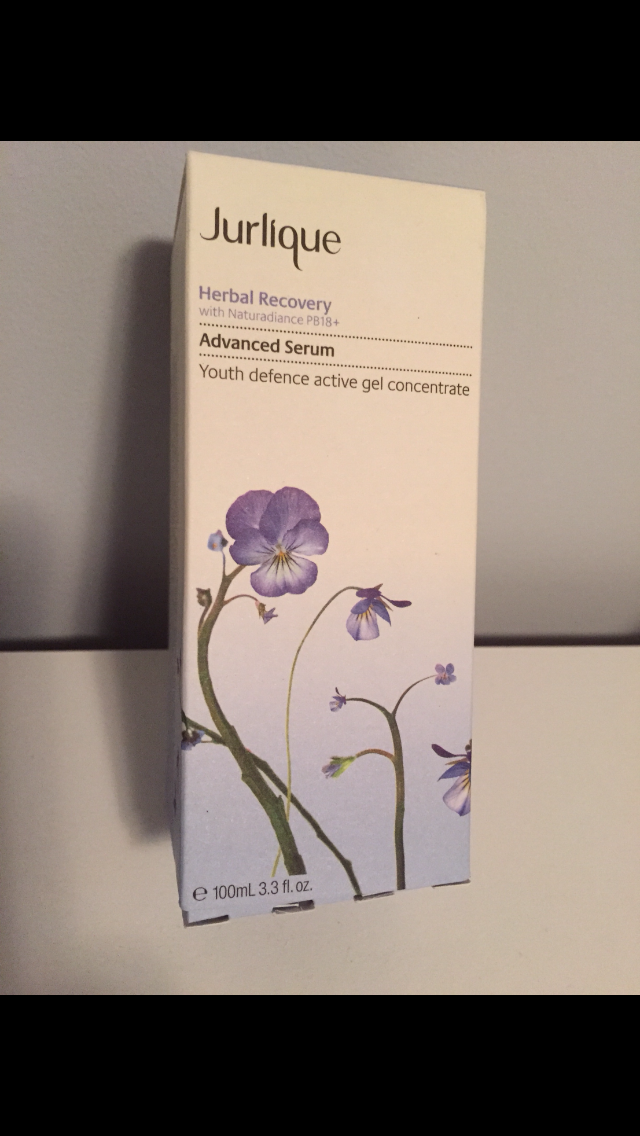 Jurlique
Herbal Recovery
with Naturadiance PB18+
Advanced Serum
Youth defence active gel concentrate
℮ 100mL 3.3 fl. oz.